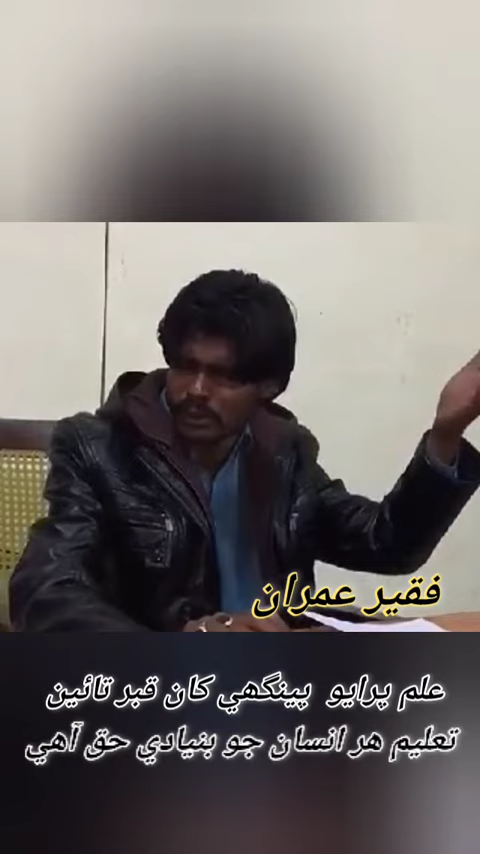 فقير عمران
علم پرايو پينگهي کان قبر تائين
تعليم هر انسان جو بنيادي حق آهي